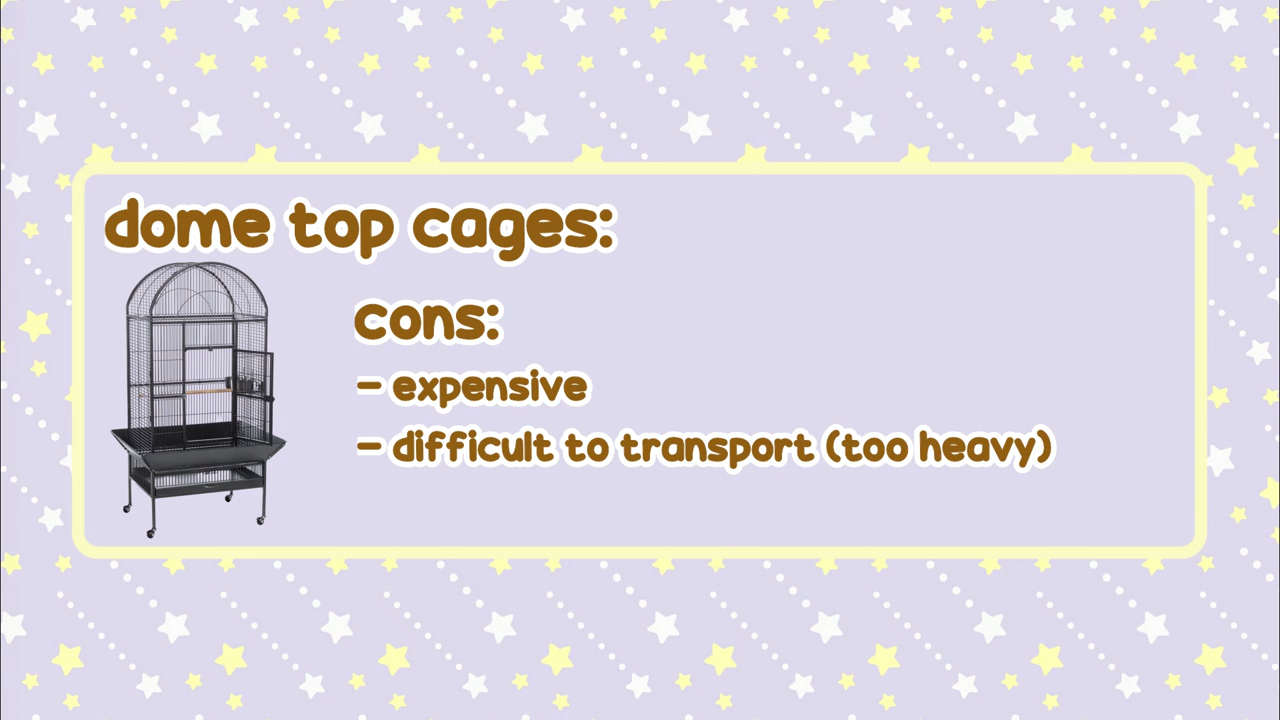 dome top cages:
cons:
- expensive
- difficult to transport (too heavy)